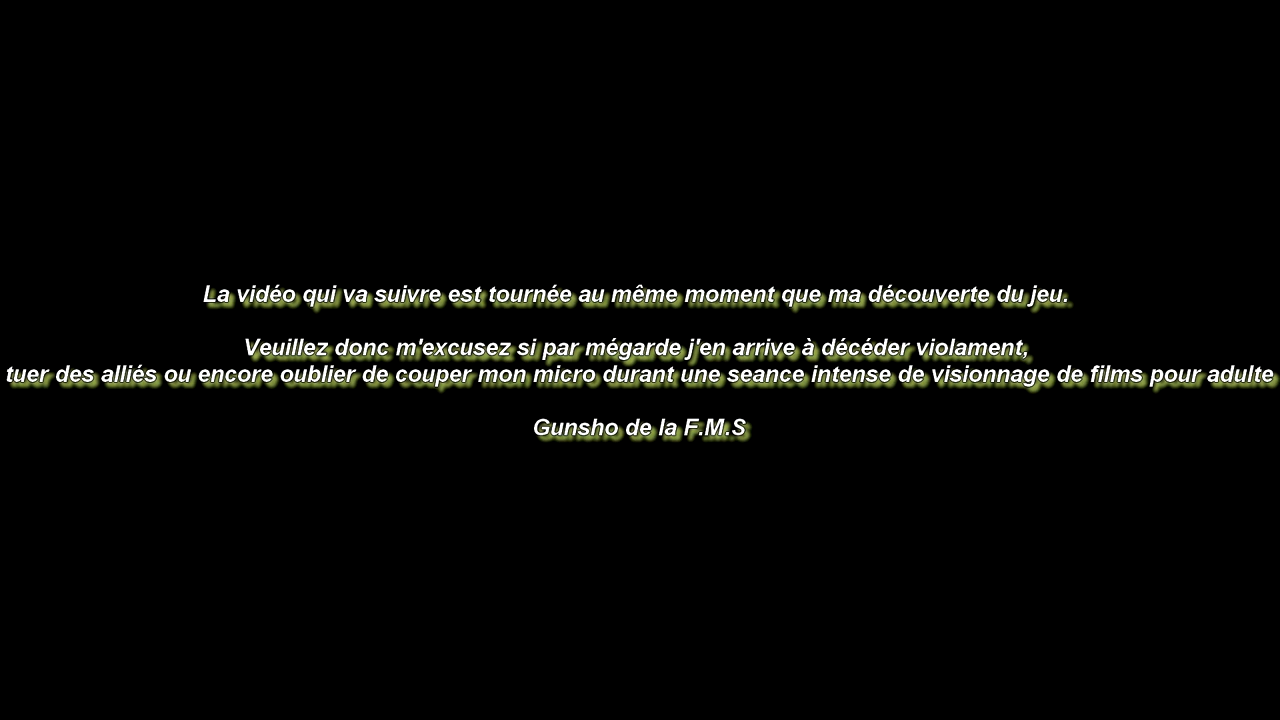 La vidéo qui va suivre est tournée au même moment que ma découverte du jeu.
Veuillez donc m'excusez si par mégarde j'en arrive à décéder violament,
tuer des alliés ou encore oublier de couper mon micro durant une seance intense de visionnage de films pour adulte
Gunsho de la F.M.S